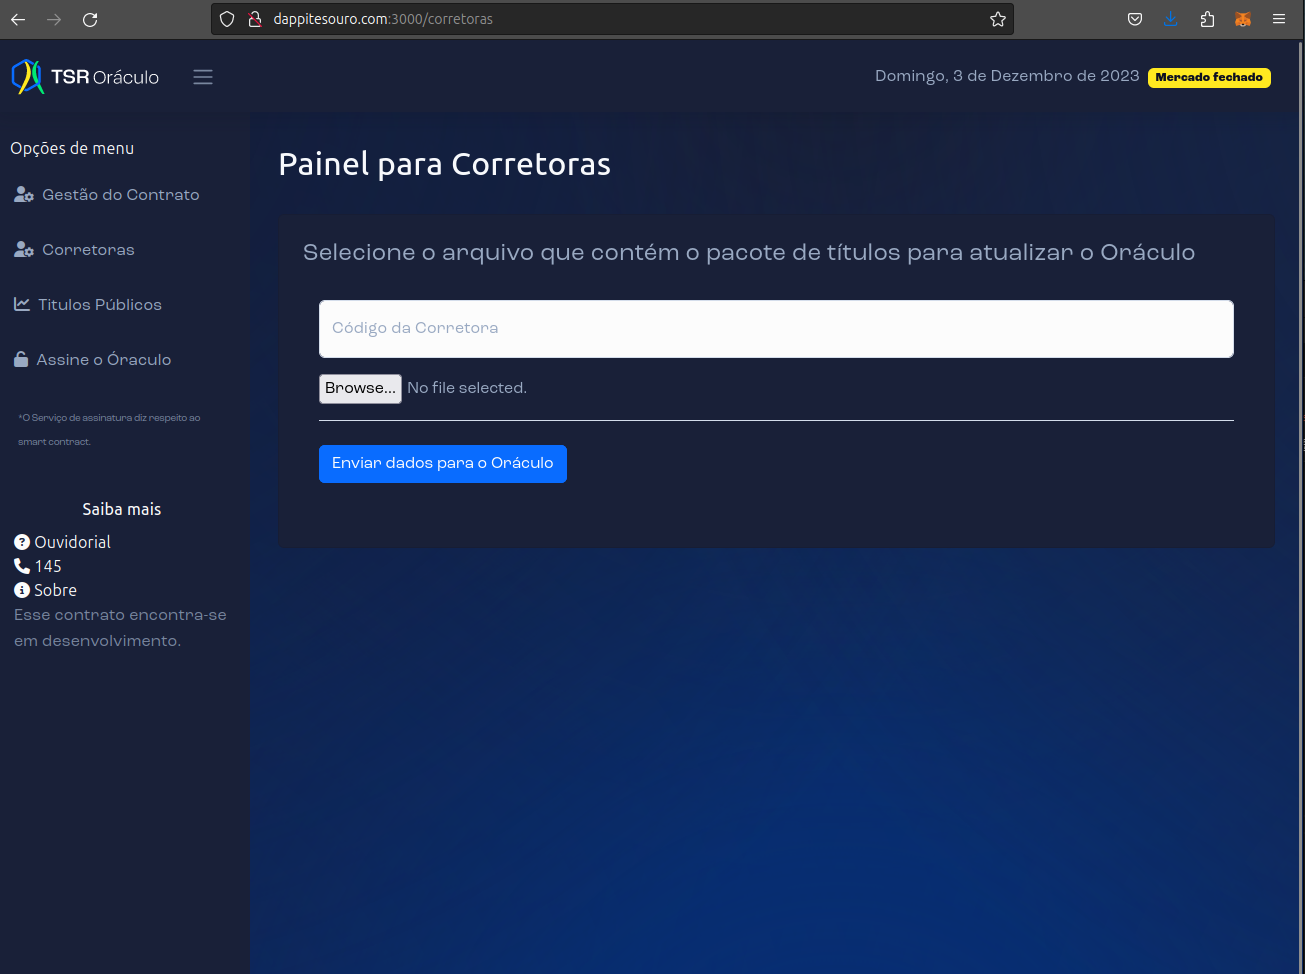 dappitesouro.com:3000/corretoras
TSR Oráculo
Domingo, 3 de Dezembro de 2023 Mercado fechado
Opções de menu
Gestão do Contrato
Corretoras
Titulos Públicos
Assine o Óraculo
*O Serviço de assinatura diz respeito ao
smart contract.
Saiba mais
Ouvidorial
145
Sobre
Esse contrato encontra-se
em desenvolvimento.
Painel para Corretoras
Selecione o arquivo que contém o pacote de títulos para atualizar o Oráculo
Código da Corretora
Browse... No file selected.
Enviar dados para o Oráculo